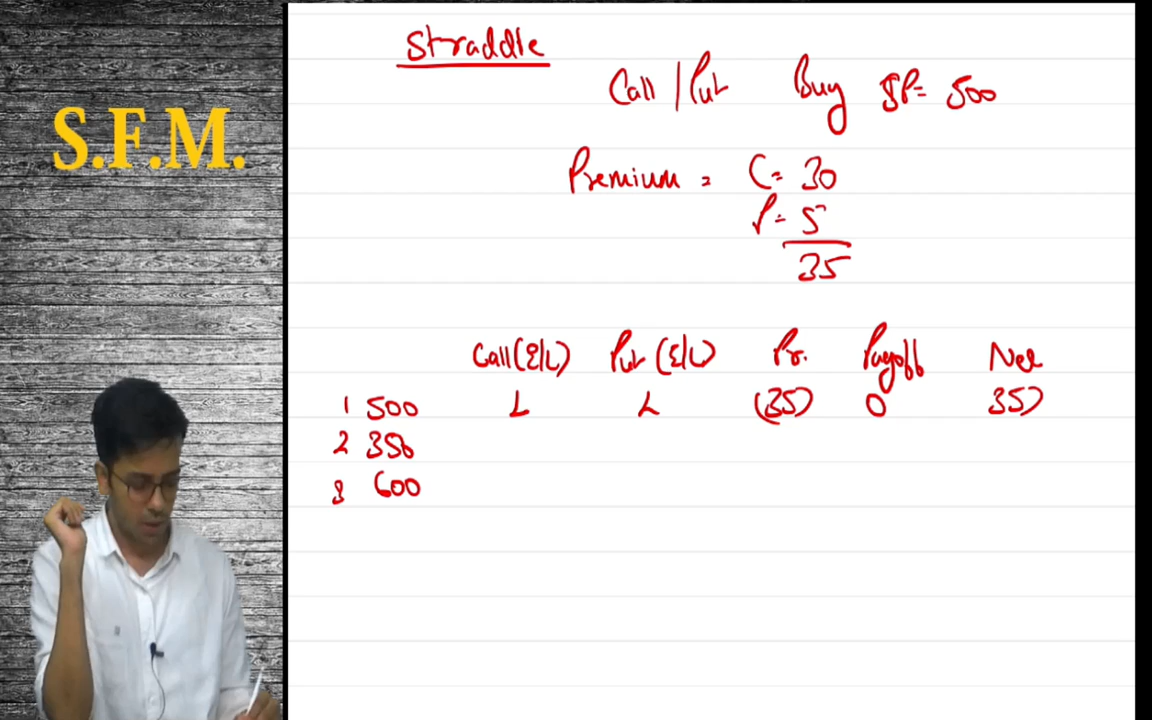 S.F.M.
Straddle
Call / Put Buy SP= 500
Premium = C= 30
P= 5
35
Call (E/L) Put (E/L) Pr. Payoff Net
1 500 L L (35) 0 35)
2 350
3 600